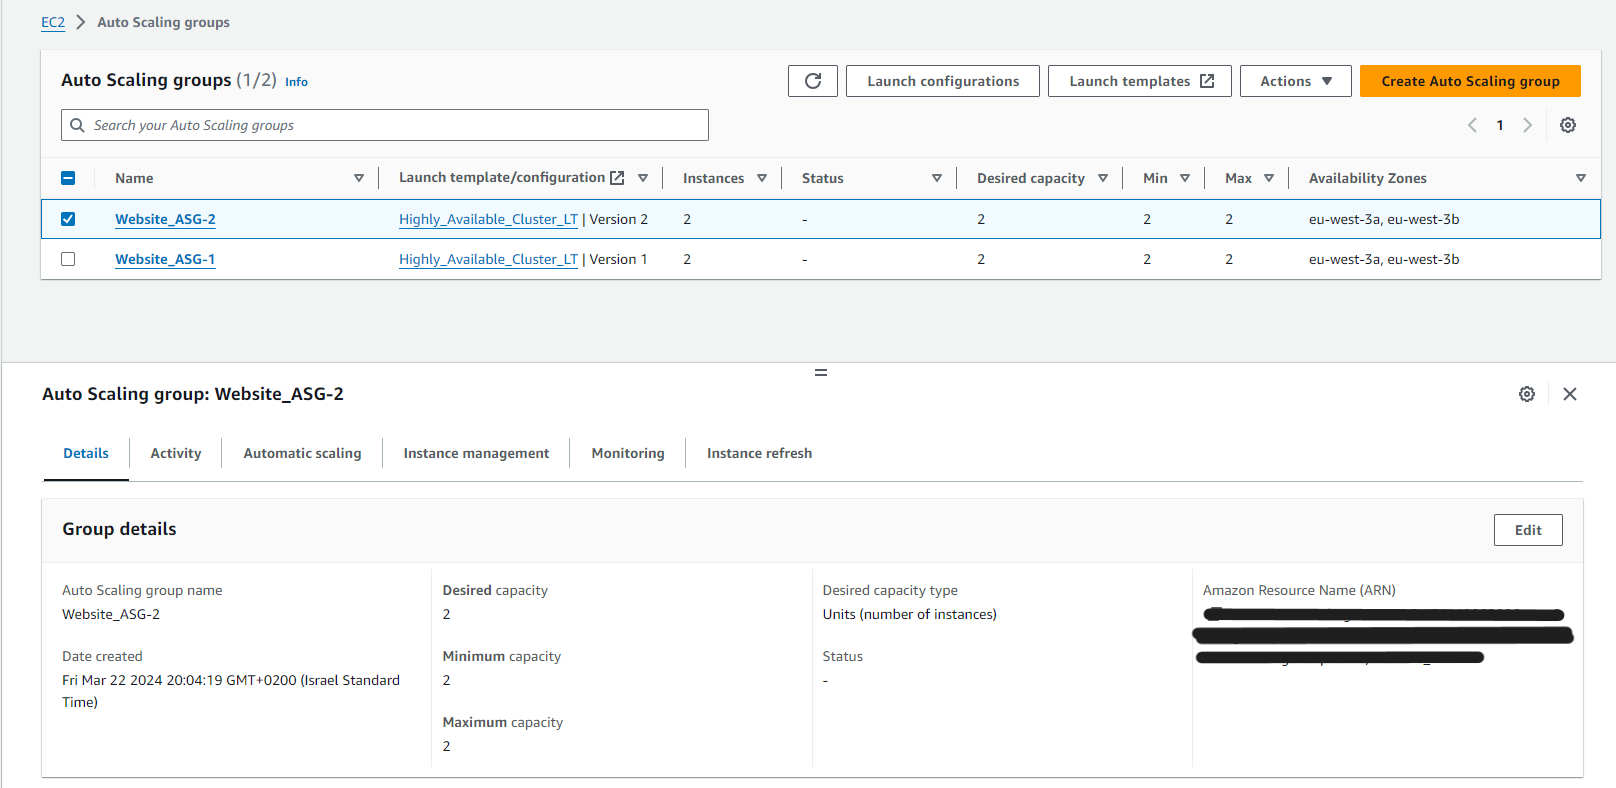 EC2 > Auto Scaling groups
Auto Scaling groups (1/2) Info
Launch configurations
Launch templates
Actions
Create Auto Scaling group
Search your Auto Scaling groups
1
Name Launch template/configuration Instances Status Desired capacity Min Max Availability Zones
Website_ASG-2 Highly_Available_Cluster_LT | Version 2 2 - 2 2 2 eu-west-3a, eu-west-3b
Website_ASG-1 Highly_Available_Cluster_LT | Version 1 2 - 2 2 2 eu-west-3a, eu-west-3b
Auto Scaling group: Website_ASG-2
Details Activity Automatic scaling Instance management Monitoring Instance refresh
Group details
Edit
Auto Scaling group name
Website_ASG-2
Date created
Fri Mar 22 2024 20:04:19 GMT+0200 (Israel Standard
Time)
Desired capacity
2
Minimum capacity
2
Maximum capacity
2
Desired capacity type
Units (number of instances)
Status
-
Amazon Resource Name (ARN)